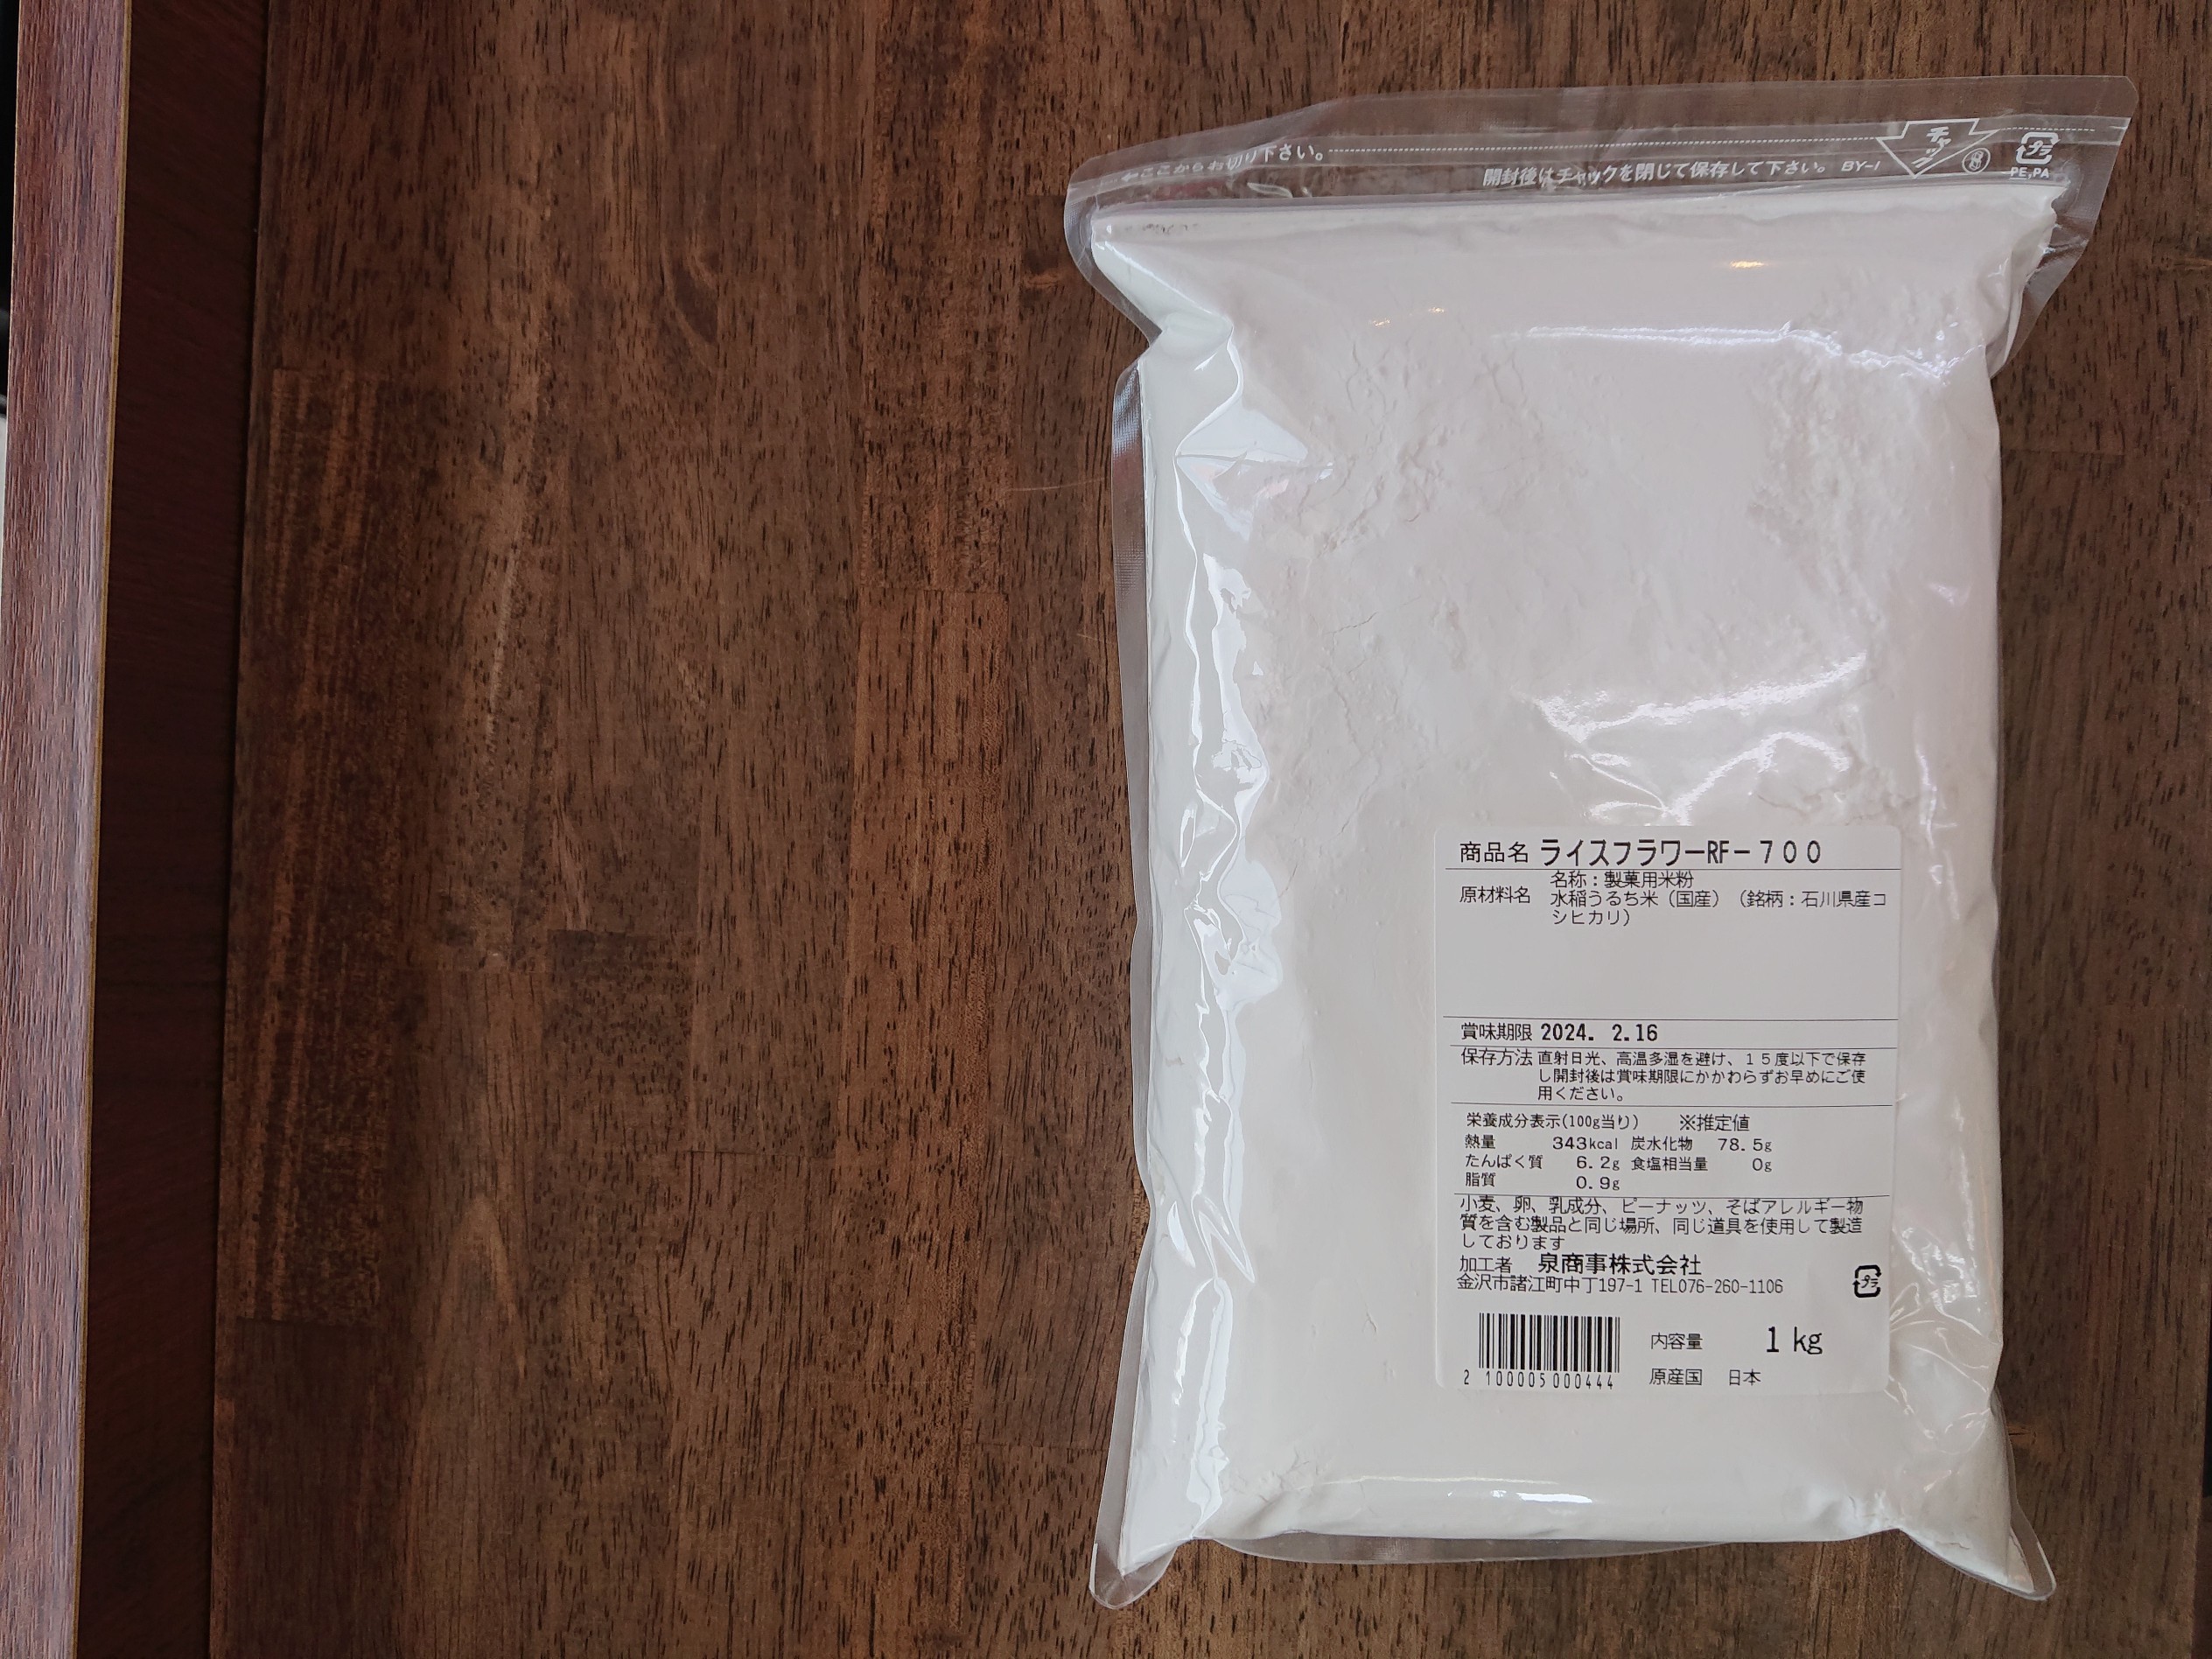 ←ここからお切り下さい。
開封後はチャックを閉じて保存して下さい。 BY-I
チャック
プラ
PE,PA
商品名 ライスフラワーRF-700
名称：製菓用米粉
原材料名 水稲うるち米（国産）（銘柄：石川県産コ
シヒカリ）
賞味期限 2024. 2.16
保存方法 直射日光、高温多湿を避け、15度以下で保存
し開封後は賞味期限にかかわらずお早めにご使
用ください。
栄養成分表示(100g当り) ※推定値
熱量 343kcal 炭水化物 78.5g
たんぱく質 6.2g 食塩相当量 0g
脂質 0.9g
小麦、卵、乳成分、ピーナッツ、そばアレルギー物
質を含む製品と同じ場所、同じ道具を使用して製造
しております
加工者 泉商事株式会社
金沢市諸江町中丁197-1 TEL076-260-1106
プラ
内容量 1kg
2 100005 000444
原産国 日本